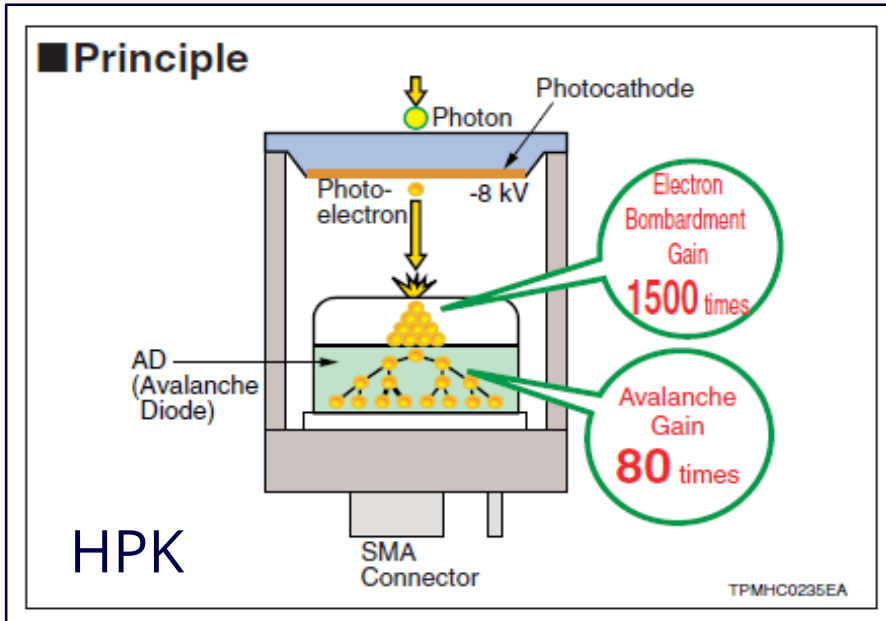 ■Principle
Photocathode
Photon
Photo-
electron
-8 kV
Electron
Bombardment
Gain
1500 times
AD
(Avalanche
Diode)
Avalanche
Gain
80 times
HPK
SMA
Connector
TPMHC0235EA